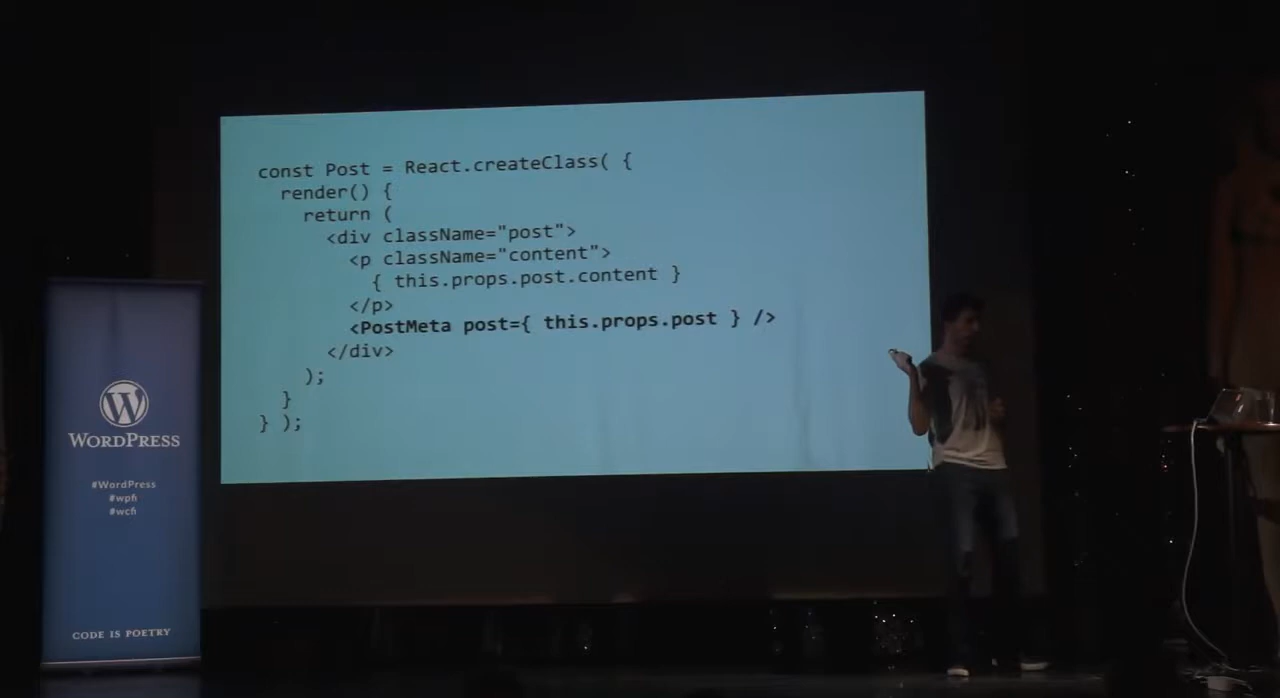 const Post = React.createClass( {
render() {
return (
<div className="post">
<p className="content">
{ this.props.post.content }
</p>
<PostMeta post={ this.props.post } />
</div>
);
}
} );
W
WORDPRESS
#WordPress
#wpfi
#wcfi
CODE IS POETRY